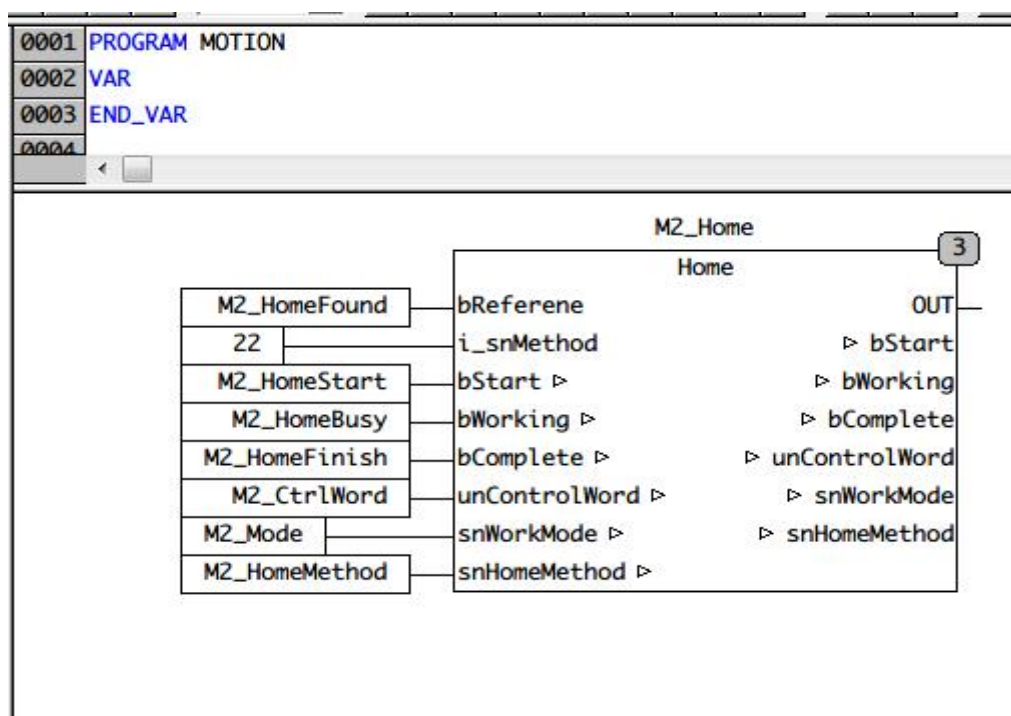 0001 PROGRAM MOTION
0002 VAR
0003 END_VAR
0004
M2_Home
3
Home
M2_HomeFound bReferene OUT
22 i_snMethod bStart
M2_HomeStart bStart bWorking
M2_HomeBusy bWorking bComplete
M2_HomeFinish bComplete unControlWord
M2_CtrlWord unControlWord snWorkMode
M2_Mode snWorkMode snHomeMethod
M2_HomeMethod snHomeMethod